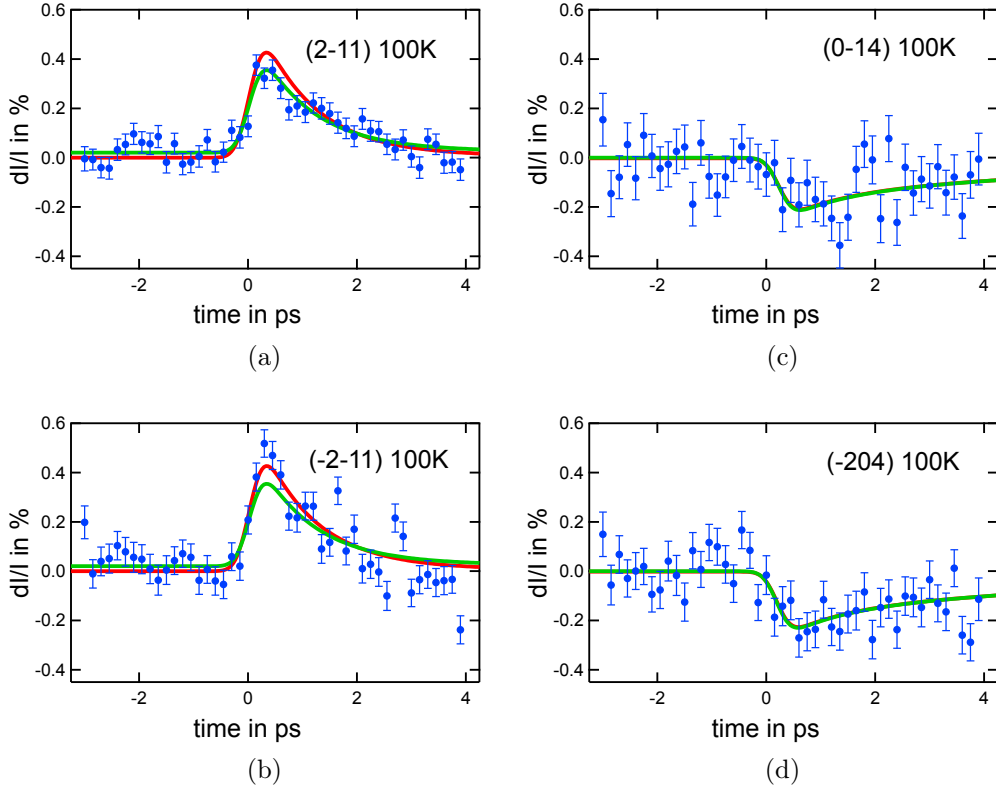 0.6
0.4
0.2
0.0
-0.2
-0.4
dI/I in %
(2-11) 100K
-2
0
2
4
time in ps
(a)
0.6
0.4
0.2
0.0
-0.2
-0.4
dI/I in %
(0-14) 100K
-2
0
2
4
time in ps
(c)
0.6
0.4
0.2
0.0
-0.2
-0.4
dI/I in %
(-2-11) 100K
-2
0
2
4
time in ps
(b)
0.6
0.4
0.2
0.0
-0.2
-0.4
dI/I in %
(-204) 100K
-2
0
2
4
time in ps
(d)